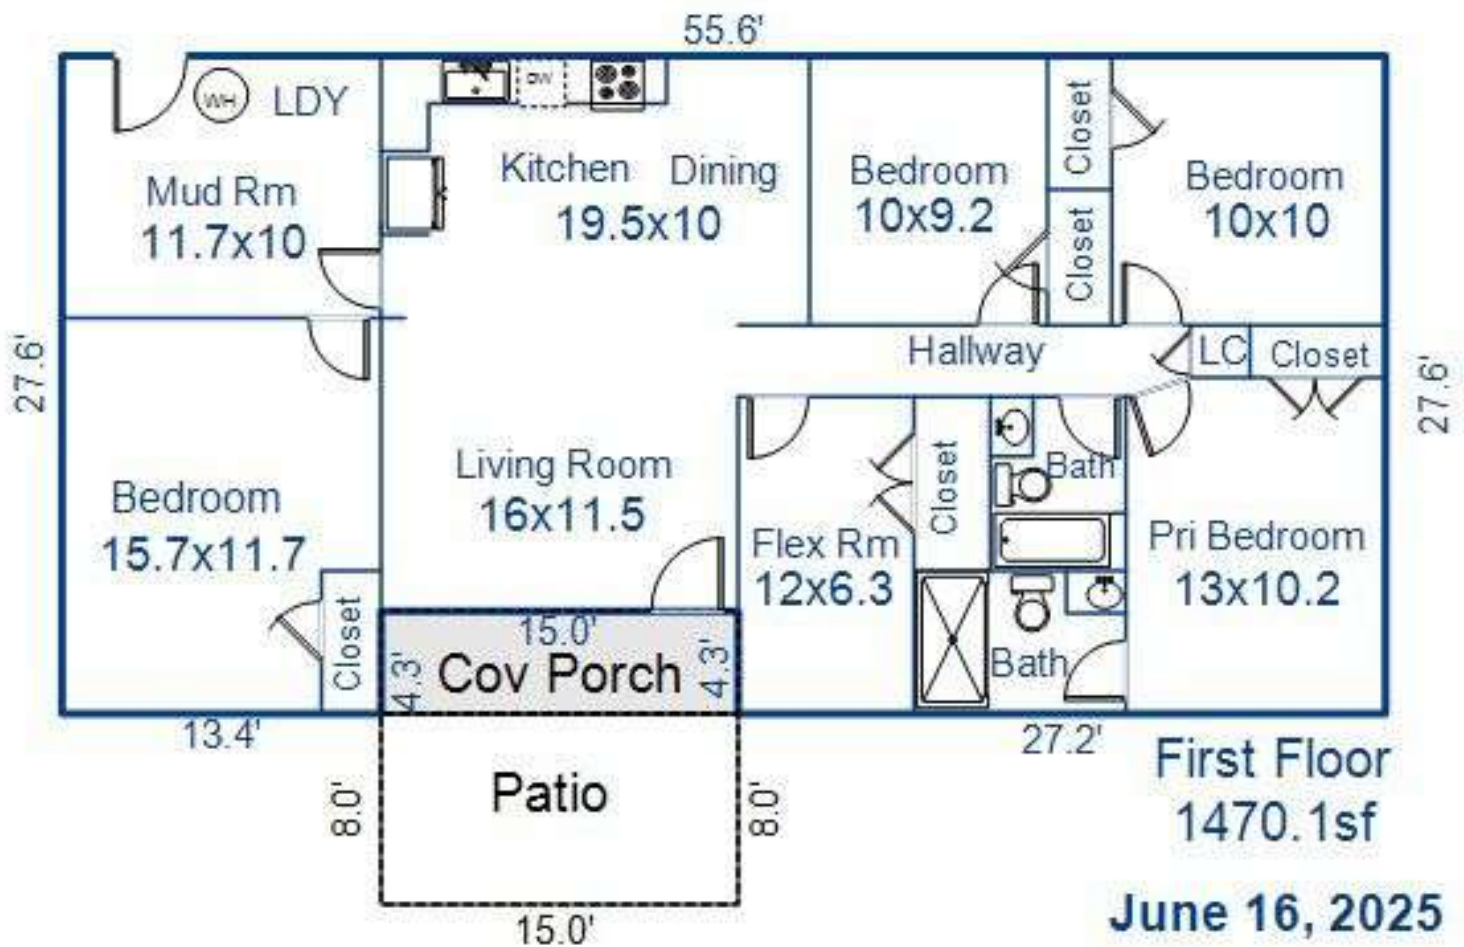 55.6'
WH
LDY
DW
Kitchen
Dining
19.5x10
Mud Rm
11.7x10
Bedroom
10x9.2
Closet
Closet
Bedroom
10x10
27.6'
Hallway
LC
Closet
27.6'
Living Room
16x11.5
Bedroom
15.7x11.7
Closet
Flex Rm
12x6.3
Closet
Bath
Bath
Pri Bedroom
13x10.2
15.0'
4.3'
Cov Porch
4.3'
13.4'
27.2'
8.0'
Patio
8.0'
15.0'
First Floor
1470.1sf
June 16, 2025